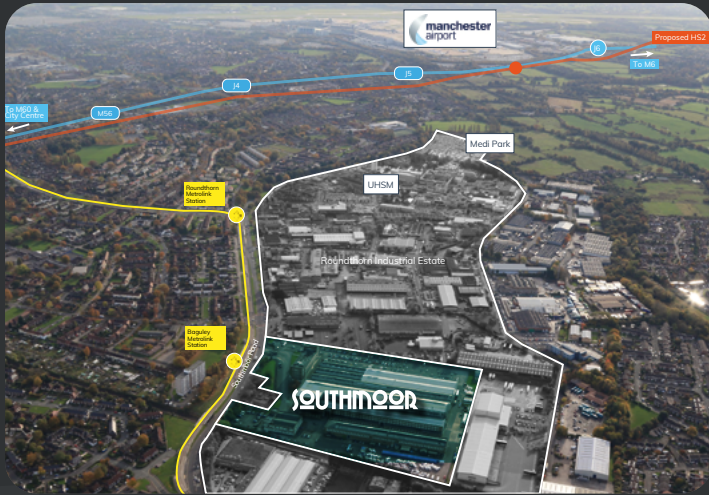 manchester
airport
Proposed HS2
J6
To M6
J5
J4
M56
To M60 &
City Centre
Medi Park
UHSM
Roundthorn
Metrolink
Station
Roundthorn Industrial Estate
Baguley
Metrolink
Station
Southmoor Road
SOUTHMOOR